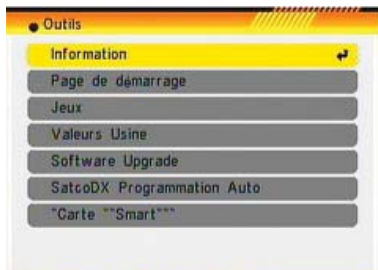 Outils
Information
Page de démarrage
Jeux
Valeurs Usine
Software Upgrade
SatcoDX Programmation Auto
"Carte ""Smart"""